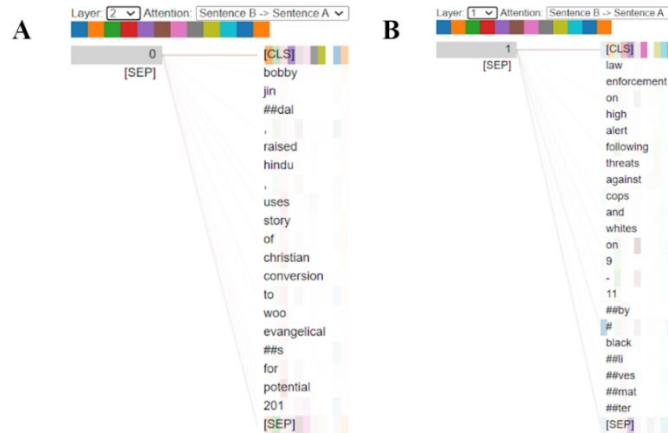 A
Layer: 2 Attention: Sentence B -> Sentence A
0
[SEP]
[CLS]
bobby
jin
##dal
,
raised
hindu
,
uses
story
of
christian
conversion
to
woo
evangelical
##s
for
potential
201
[SEP]
B
Layer: 1 Attention: Sentence B -> Sentence A
1
[SEP]
[CLS]
law
enforcement
on
high
alert
following
threats
against
cops
and
whites
on
9
-
11
##by
#
black
##li
##ves
##mat
##ter
[SEP]